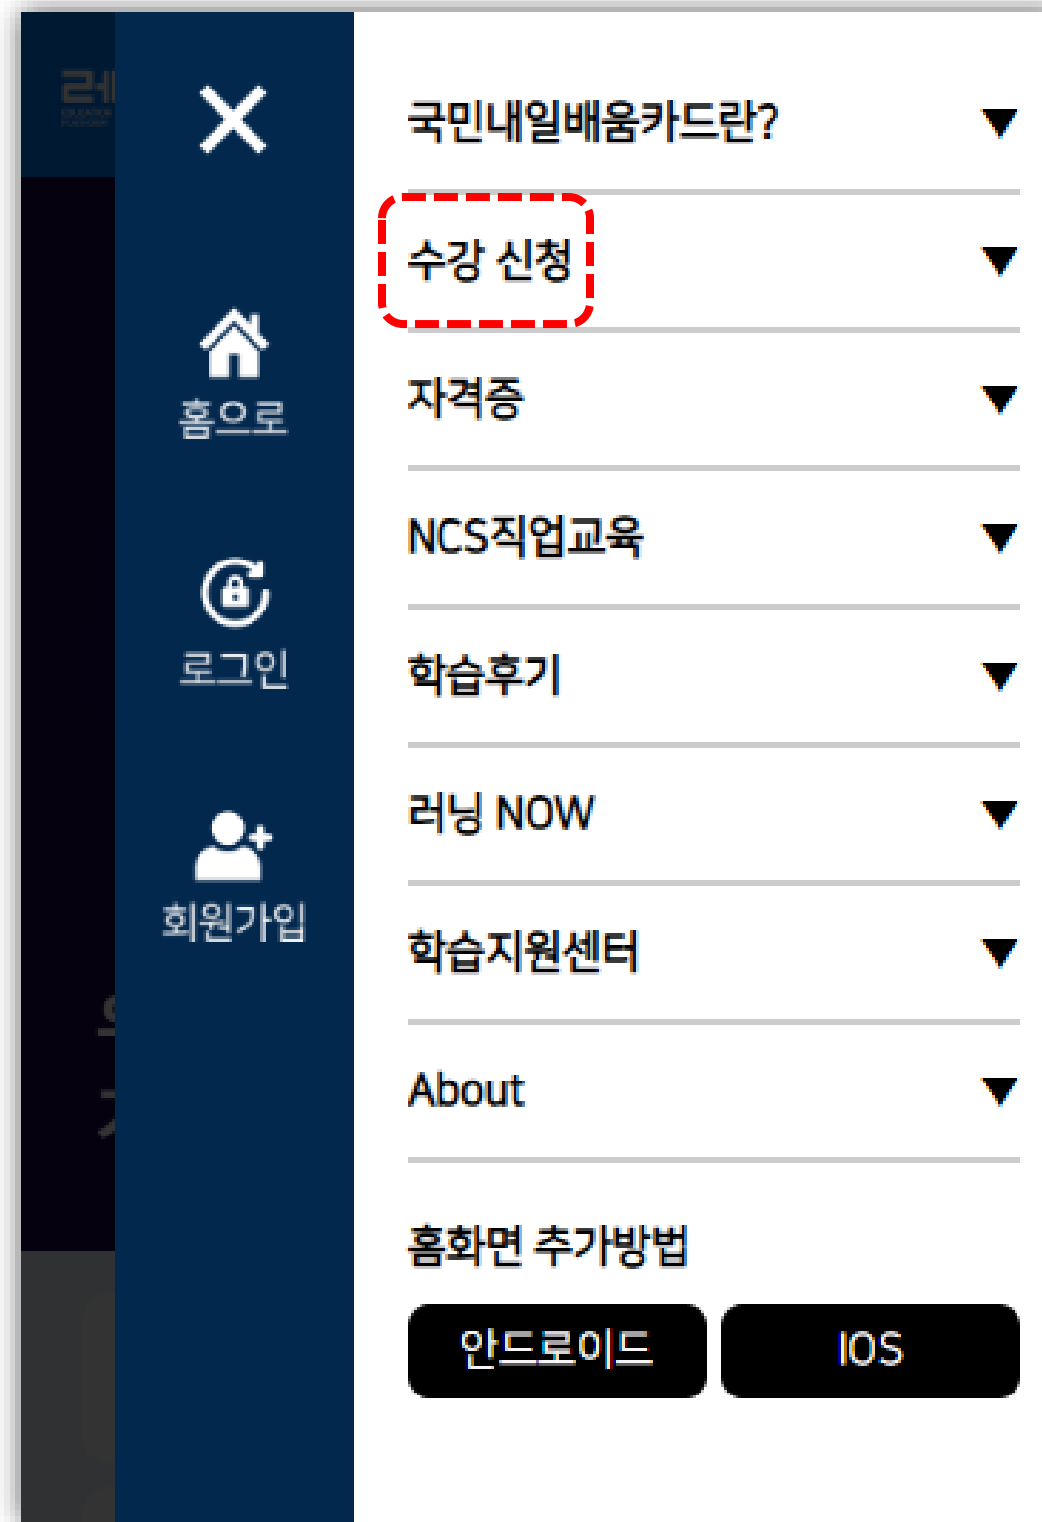 국민내일배움카드란?
수강 신청
자격증
NCS직업교육
학습후기
러닝 NOW
학습지원센터
About
홈화면 추가방법
안드로이드 IOS
홈으로
로그인
회원가입